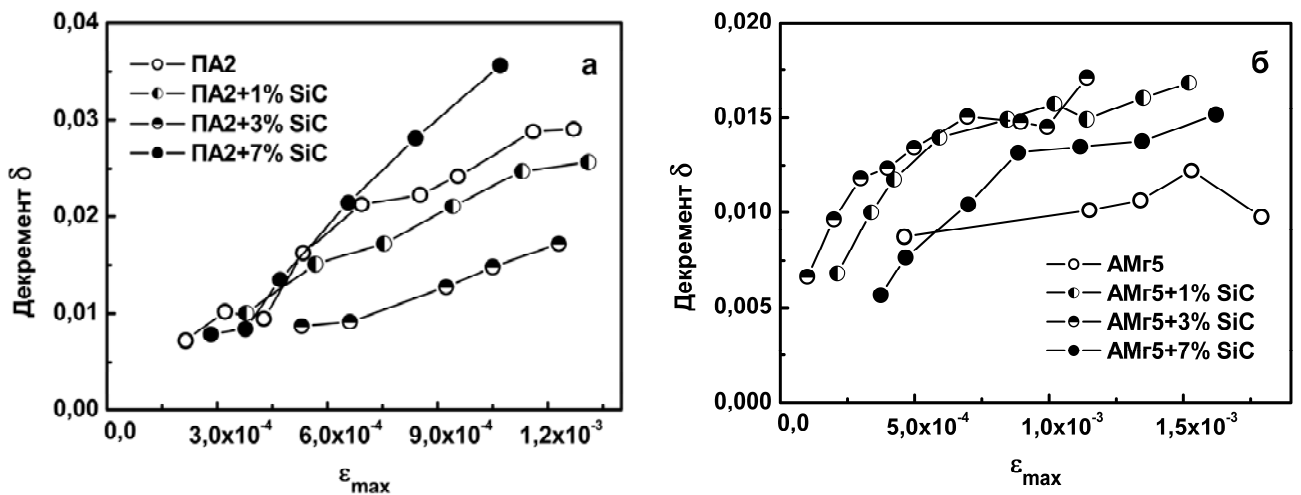 а
0,04
0,03
0,02
0,01
0,00
Декремент δ
ПА2
ПА2+1% SiC
ПА2+3% SiC
ПА2+7% SiC
0,0 3,0x10⁻⁴ 6,0x10⁻⁴ 9,0x10⁻⁴ 1,2x10⁻³
ε max
б
0,020
0,015
0,010
0,005
0,000
Декремент δ
АМг5
АМг5+1% SiC
АМг5+3% SiC
АМг5+7% SiC
0,0 5,0x10⁻⁴ 1,0x10⁻³ 1,5x10⁻³
ε max